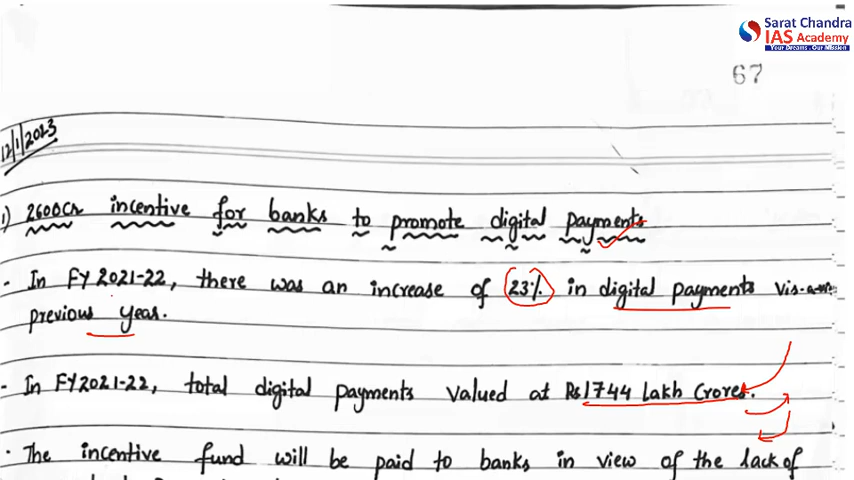 Sarat Chandra
IAS Academy
Your Dreams . Our Mission
67
12/1/2023
1) 2600Cr incentive for banks to promote digital payments
- In FY 2021-22, there was an increase of 23% in digital payments vis-a-vis
previous year.
- In FY2021-22, total digital payments valued at Rs1744 lakh Crores.
· The incentive fund will be paid to banks in view of the lack of